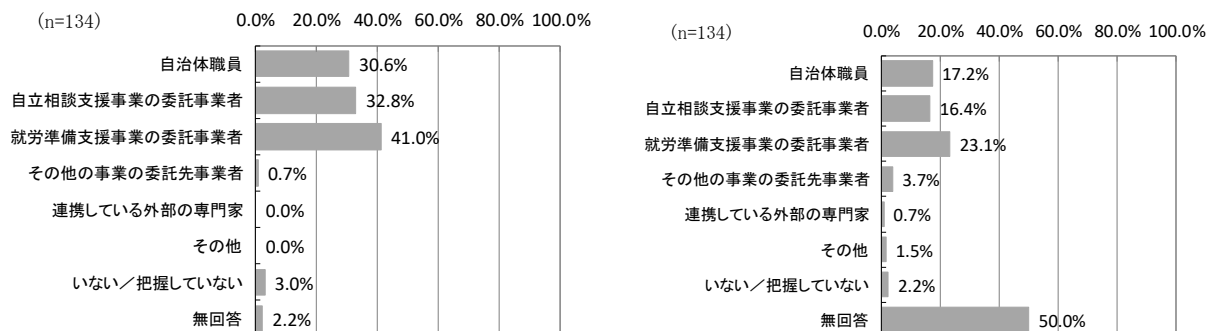 (n=134)
0.0% 20.0% 40.0% 60.0% 80.0% 100.0%
自治体職員 30.6%
自立相談支援事業の委託事業者 32.8%
就労準備支援事業の委託事業者 41.0%
その他の事業の委託先事業者 0.7%
連携している外部の専門家 0.0%
その他 0.0%
いない／把握していない 3.0%
無回答 2.2%
(n=134)
0.0% 20.0% 40.0% 60.0% 80.0% 100.0%
自治体職員 17.2%
自立相談支援事業の委託事業者 16.4%
就労準備支援事業の委託事業者 23.1%
その他の事業の委託先事業者 3.7%
連携している外部の専門家 0.7%
その他 1.5%
いない／把握していない 2.2%
無回答 50.0%